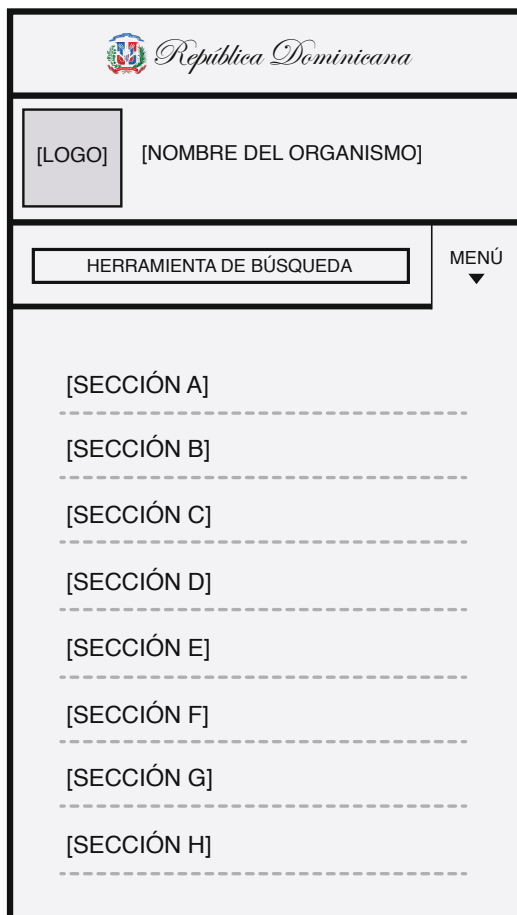 República Dominicana
[LOGO]
[NOMBRE DEL ORGANISMO]
HERRAMIENTA DE BÚSQUEDA
MENÚ
[SECCIÓN A]
[SECCIÓN B]
[SECCIÓN C]
[SECCIÓN D]
[SECCIÓN E]
[SECCIÓN F]
[SECCIÓN G]
[SECCIÓN H]